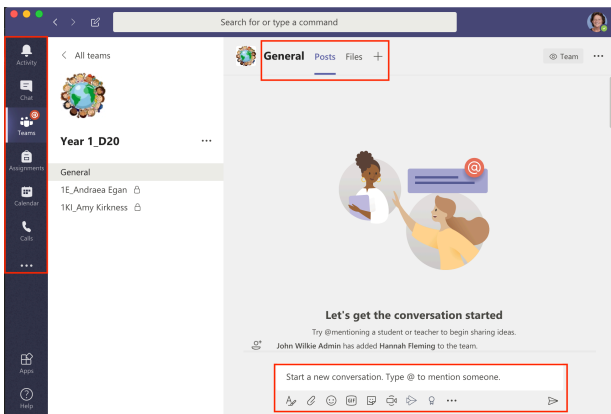 Search for or type a command
Activity
Chat
Teams
Assignments
Calendar
Calls
Apps
Help
All teams
Year 1_D20
General
1E_Andraea Egan
1KI_Amy Kirkness
General Posts Files
Team
@
Let's get the conversation started
Try @mentioning a student or teacher to begin sharing ideas.
John Wilkie Admin has added Hannah Fleming to the team.
Start a new conversation. Type @ to mention someone.
GIF